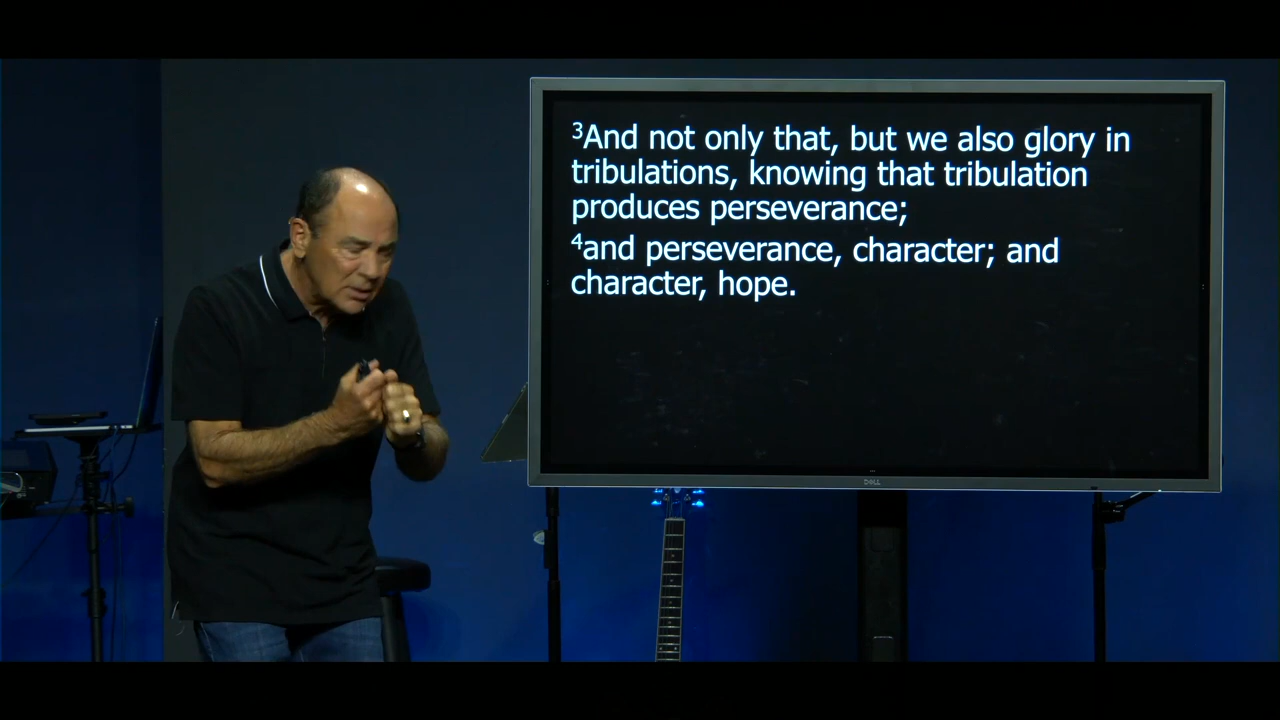 ³And not only that, but we also glory in
tribulations, knowing that tribulation
produces perseverance;
⁴and perseverance, character; and
character, hope.
DELL